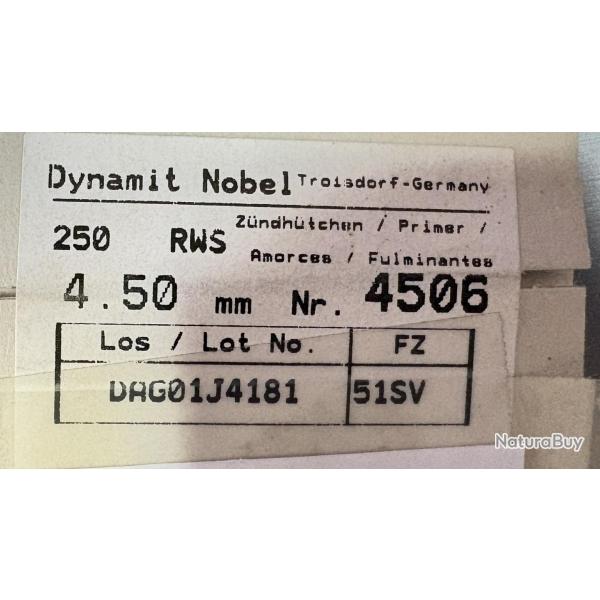 Dynamit Nobel Troisdorf-Germany
250 RWS Zündhütchen / Primer /
Amorces / Fulminantes
4.50 mm Nr. 4506
Los / Lot No. FZ
DAG01J4181 51SV
NaturaBuy